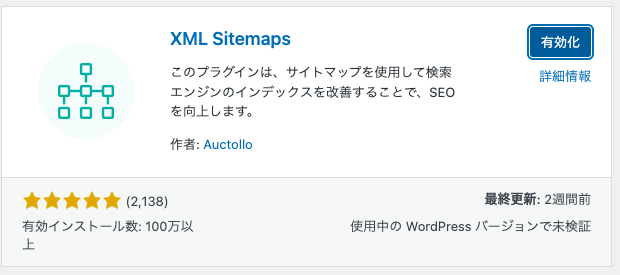 XML Sitemaps
有効化
詳細情報
このプラグインは、サイトマップを使用して検索
エンジンのインデックスを改善することで、SEO
を向上します。
作者: Auctollo
(2,138)
有効インストール数: 100万以
上
最終更新: 2週間前
使用中の WordPress バージョンで未検証